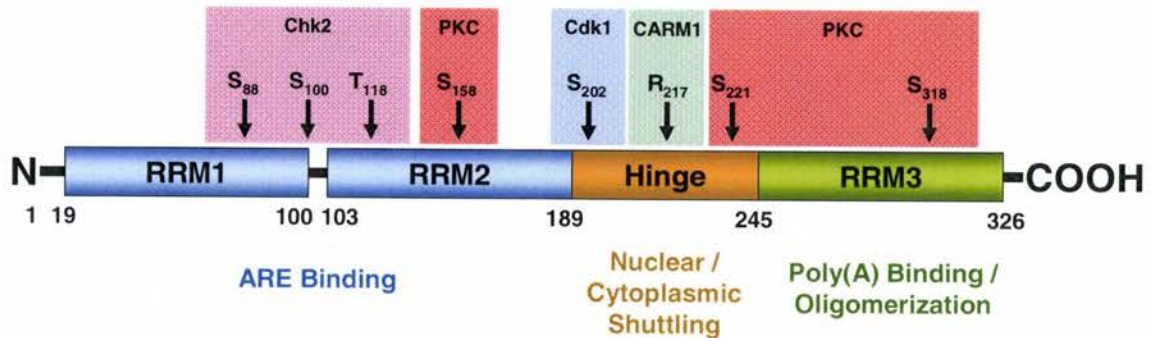 Chk2 PKC Cdk1 CARM1 PKC
S88 S100 T118 S158 S202 R217 S221 S318
N RRM1 RRM2 Hinge RRM3 COOH
1 19 100 103 189 245 326
ARE Binding
Nuclear /
Cytoplasmic
Shuttling
Poly(A) Binding /
Oligomerization